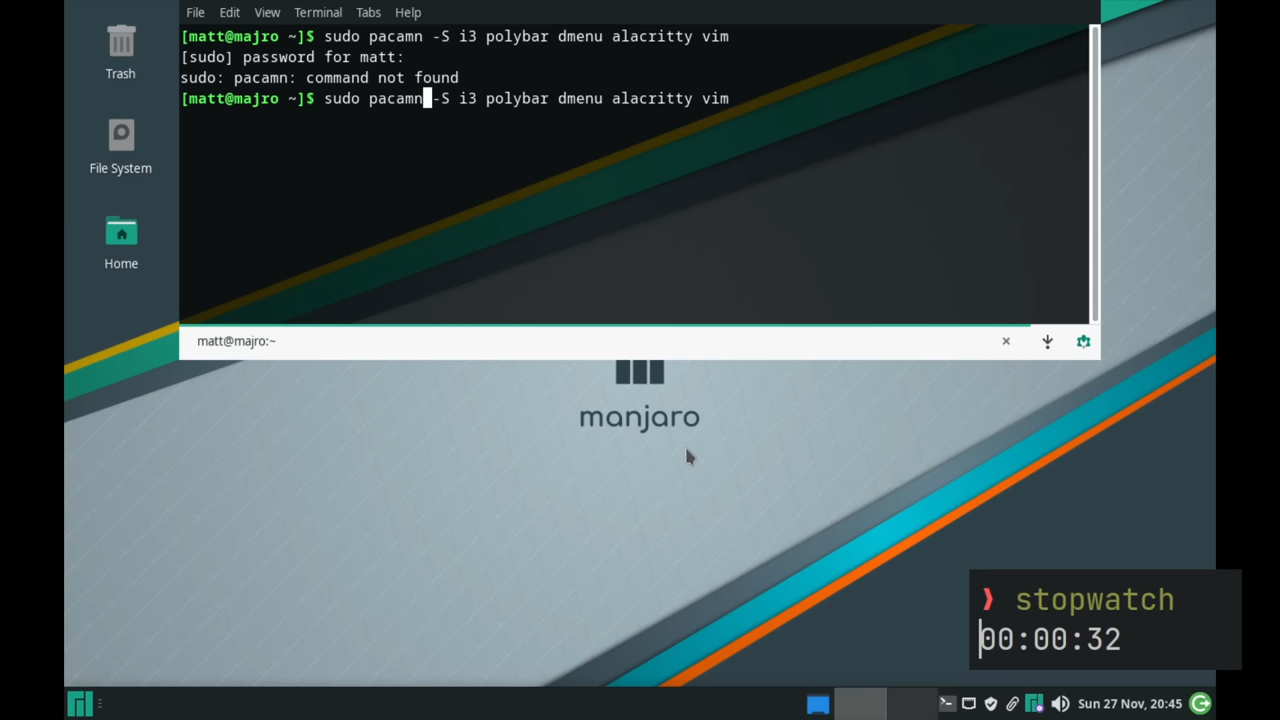 File Edit View Terminal Tabs Help
[matt@majro ~]$ sudo pacamn -S i3 polybar dmenu alacritty vim
[sudo] password for matt:
sudo: pacamn: command not found
[matt@majro ~]$ sudo pacamn -S i3 polybar dmenu alacritty vim
Trash
File System
Home
matt@majro:~
manjaro
❯ stopwatch
00:00:32
Sun 27 Nov, 20:45